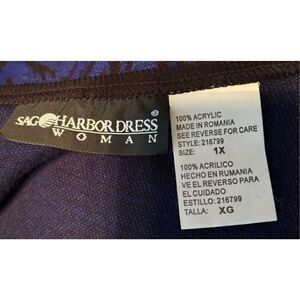 SAG HARBOR DRESS ®
WOMAN
100% ACRYLIC
MADE IN ROMANIA
SEE REVERSE FOR CARE
STYLE: 216799
SIZE: 1X
100% ACRILICO
HECHO EN RUMANIA
VE EL REVERSO PARA
EL CUIDADO
ESTILLO: 216799
TALLA: XG